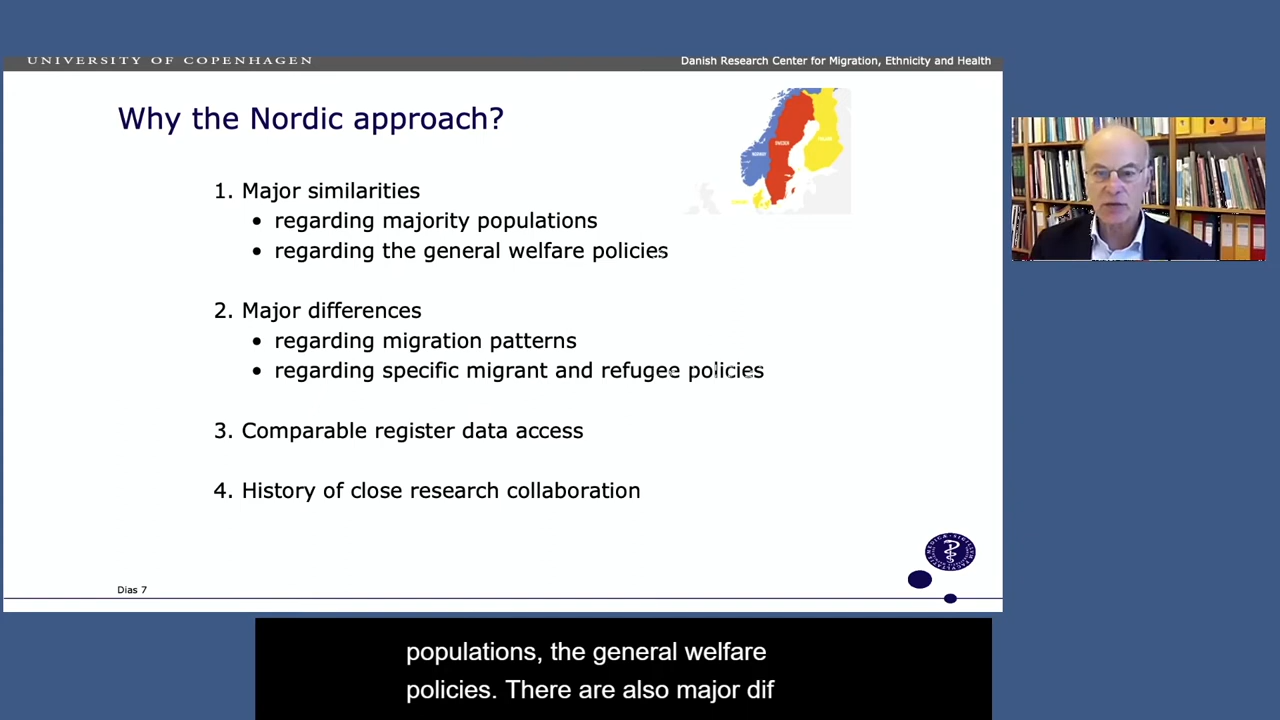 UNIVERSITY OF COPENHAGEN
Danish Research Center for Migration, Ethnicity and Health
Why the Nordic approach?
NORWAY
SWEDEN
FINLAND
1. Major similarities
• regarding majority populations
• regarding the general welfare policies
2. Major differences
• regarding migration patterns
• regarding specific migrant and refugee policies
3. Comparable register data access
4. History of close research collaboration
Dias 7
populations, the general welfare
policies. There are also major dif